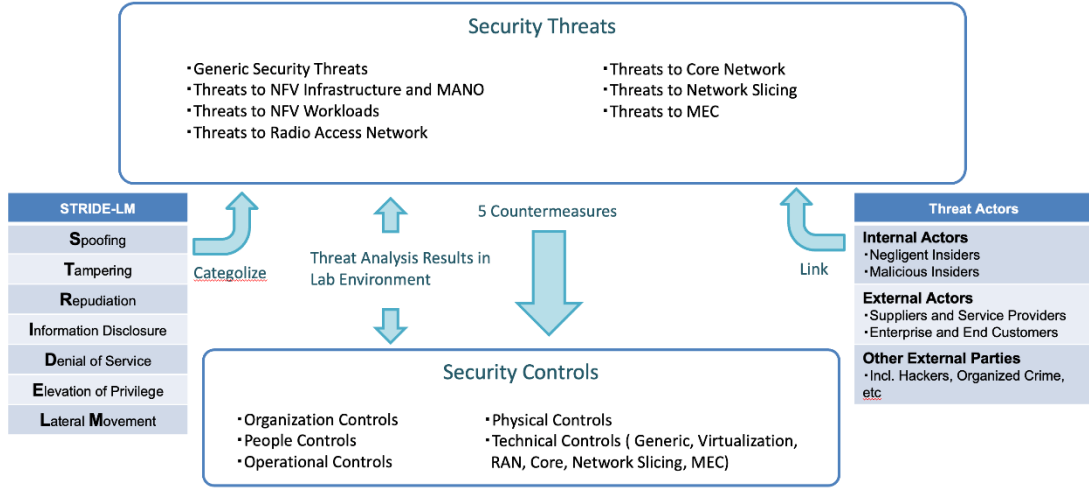 Security Threats
・Generic Security Threats
・Threats to NFV Infrastructure and MANO
・Threats to NFV Workloads
・Threats to Radio Access Network
・Threats to Core Network
・Threats to Network Slicing
・Threats to MEC
STRIDE-LM
Spoofing
Tampering
Repudiation
Information Disclosure
Denial of Service
Elevation of Privilege
Lateral Movement
Categolize
Threat Analysis Results in
Lab Environment
5 Countermeasures
Link
Threat Actors
Internal Actors
・Negligent Insiders
・Malicious Insiders
External Actors
・Suppliers and Service Providers
・Enterprise and End Customers
Other External Parties
・Incl. Hackers, Organized Crime,
etc
Security Controls
・Organization Controls
・People Controls
・Operational Controls
・Physical Controls
・Technical Controls ( Generic, Virtualization,
RAN, Core, Network Slicing, MEC)